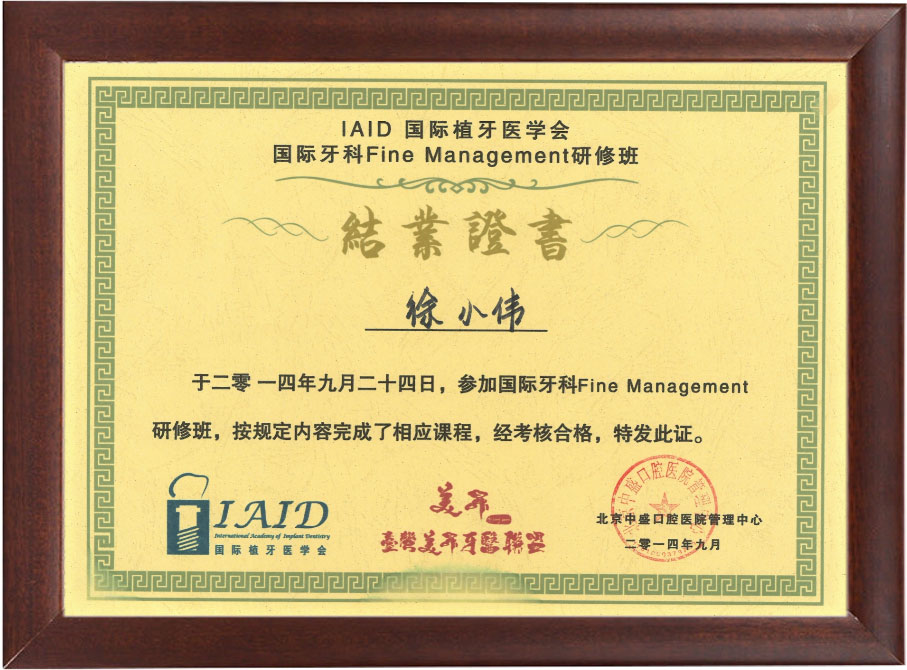 IAID 国际植牙医学会
国际牙科Fine Management研修班
結業證書
徐小伟
于二零一四年九月二十四日，参加国际牙科Fine Management
研修班，按规定内容完成了相应课程，经考核合格，特发此证。
IAID
International Academy of Implant Dentistry
国际植牙医学会
美帛
臺灣美帛牙醫聯盟
北京中盛口腔医院管理中心
二零一四年九月